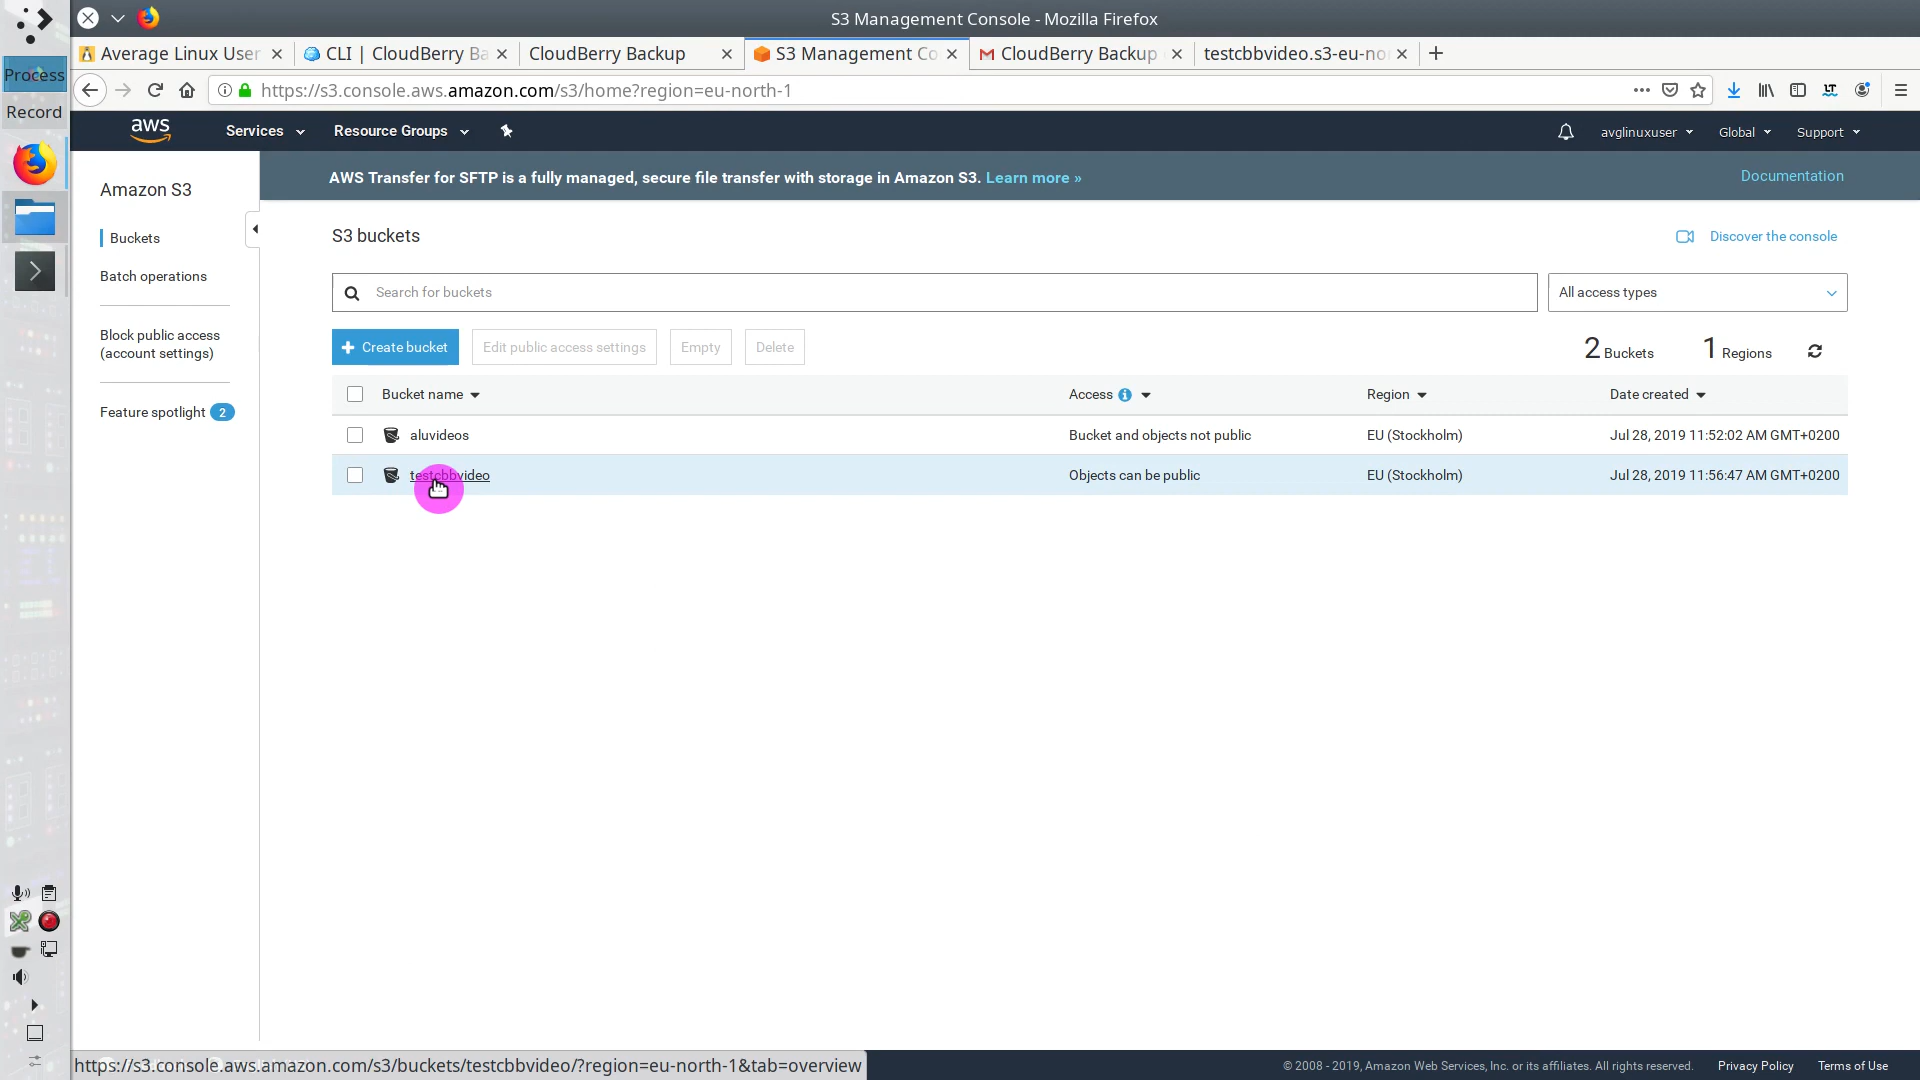 S3 Management Console - Mozilla Firefox
Process
Record
Average Linux User
CLI | CloudBerry Ba
CloudBerry Backup
S3 Management Co
CloudBerry Backup
testcbbvideo.s3-eu-no
https://s3.console.aws.amazon.com/s3/home?region=eu-north-1
aws
Services
Resource Groups
avglinuxuser
Global
Support
Amazon S3
Buckets
Batch operations
Block public access
(account settings)
Feature spotlight 2
AWS Transfer for SFTP is a fully managed, secure file transfer with storage in Amazon S3. Learn more »
Documentation
S3 buckets
Discover the console
Search for buckets
All access types
Create bucket
Edit public access settings
Empty
Delete
2 Buckets
1 Regions
Bucket name
Access
Region
Date created
aluvideos
Bucket and objects not public
EU (Stockholm)
Jul 28, 2019 11:52:02 AM GMT+0200
testcbbvideo
Objects can be public
EU (Stockholm)
Jul 28, 2019 11:56:47 AM GMT+0200
https://s3.console.aws.amazon.com/s3/buckets/testcbbvideo/?region=eu-north-1&tab=overview
© 2008 - 2019, Amazon Web Services, Inc. or its affiliates. All rights reserved.
Privacy Policy
Terms of Use